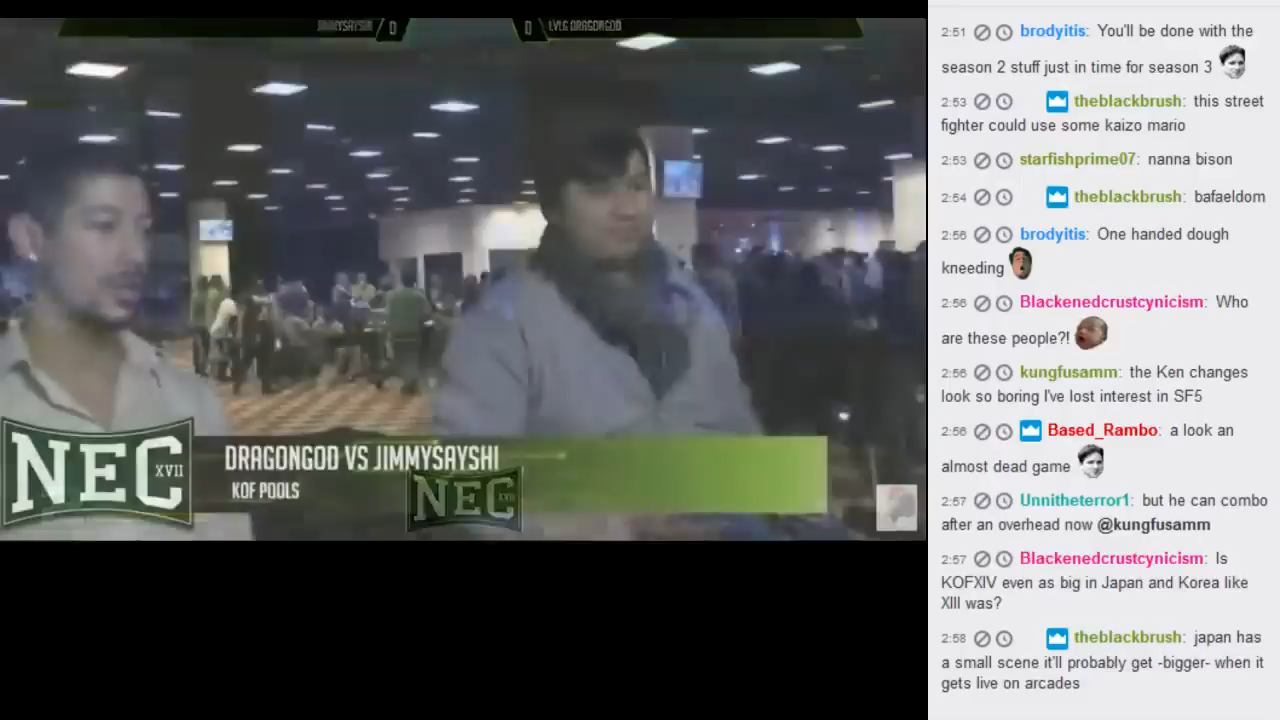 JIMMYSAYSHI 0
0 LVLG DRAGONGOD
NEC XVII
DRAGONGOD VS JIMMYSAYSHI
KOF POOLS
NEC XVII
2:51 brodyitis: You'll be done with the
season 2 stuff just in time for season 3
2:53 theblackbrush: this street
fighter could use some kaizo mario
2:53 starfishprime07: nanna bison
2:54 theblackbrush: bafaeldom
2:56 brodyitis: One handed dough
kneeding
2:56 Blackenedcrustcynicism: Who
are these people?!
2:56 kungfusamm: the Ken changes
look so boring I've lost interest in SF5
2:56 Based_Rambo: a look an
almost dead game
2:57 Unnitheterror1: but he can combo
after an overhead now @kungfusamm
2:57 Blackenedcrustcynicism: Is
KOFXIV even as big in Japan and Korea like
XIII was?
2:58 theblackbrush: japan has
a small scene it'll probably get -bigger- when it
gets live on arcades